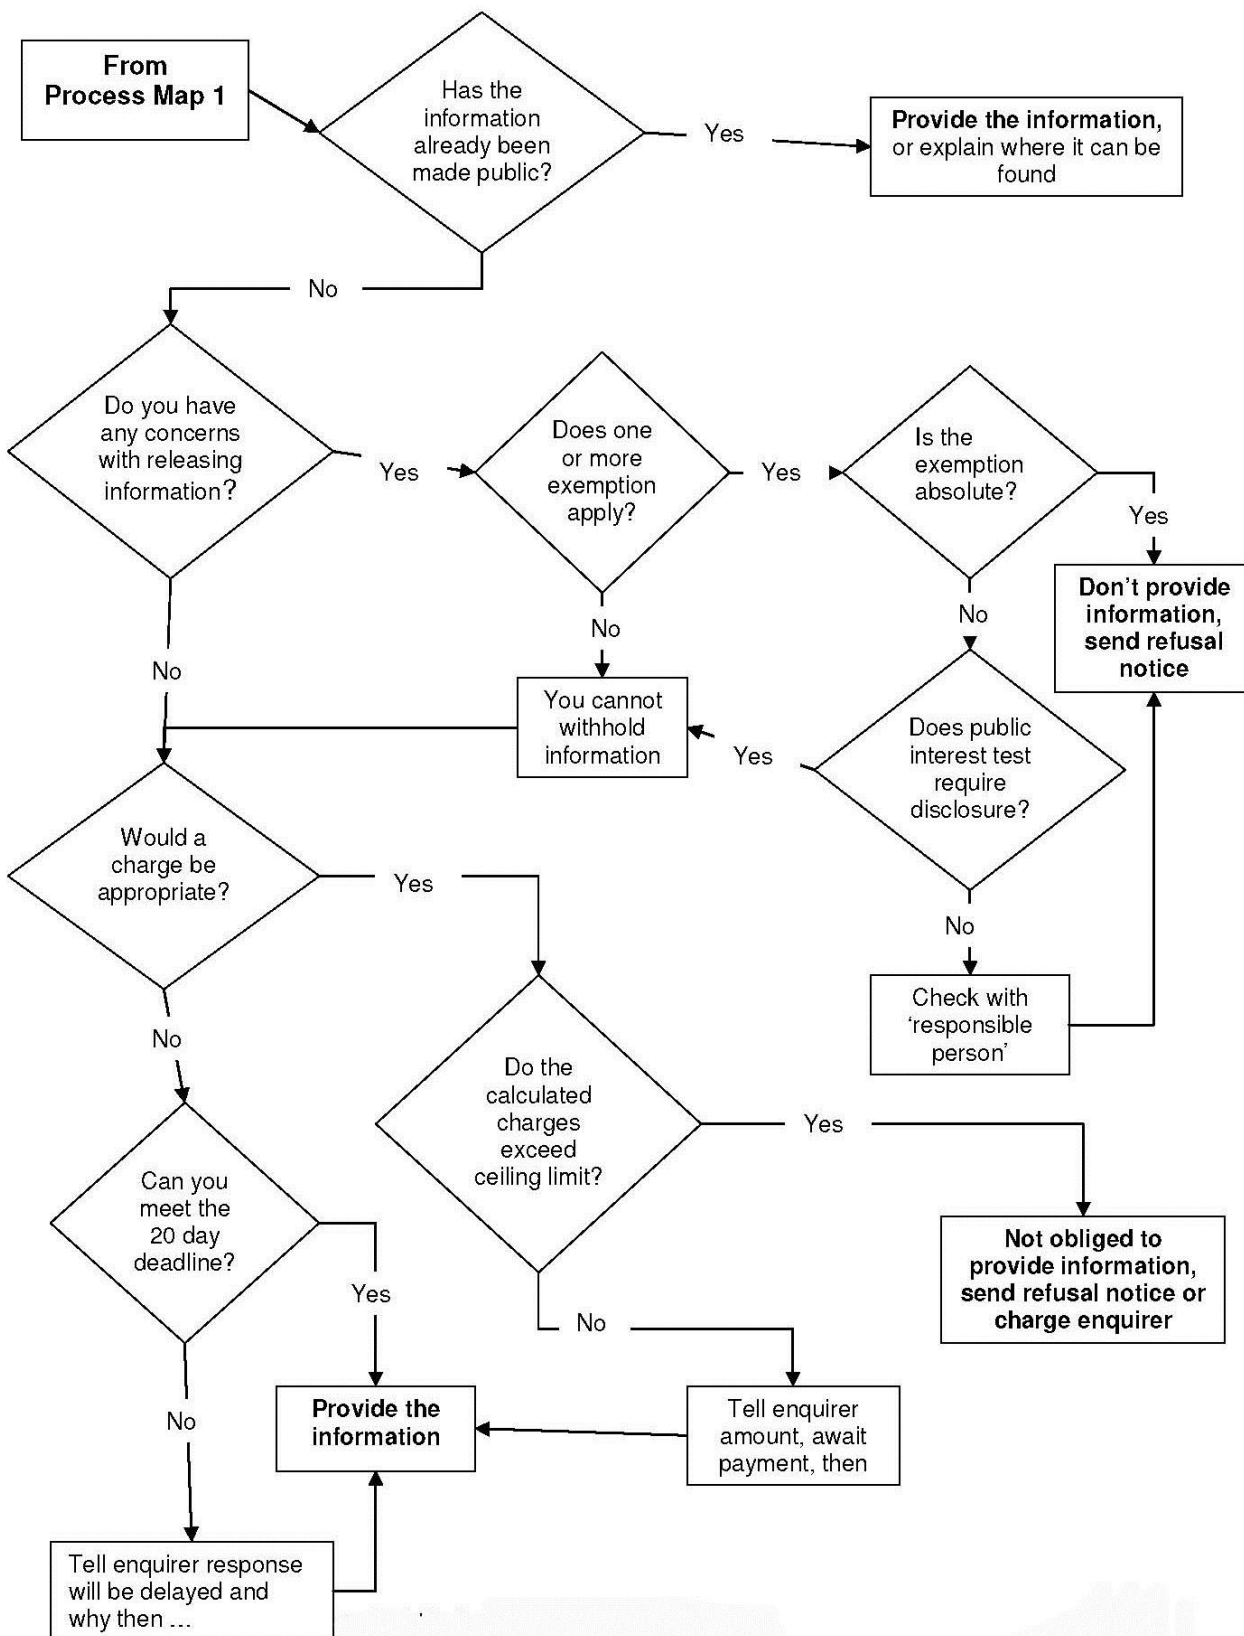 From
Process Map 1
Has the
information
already been
made public?
Yes
Provide the information,
or explain where it can be
found
No
Do you have
any concerns
with releasing
information?
Yes
Does one
or more
exemption
apply?
Yes
Is the
exemption
absolute?
Yes
Don't provide
information,
send refusal
notice
No
No
No
You cannot
withhold
information
Yes
Does public
interest test
require
disclosure?
No
Check with
‘responsible
person’
Would a
charge be
appropriate?
Yes
No
Do the
calculated
charges
exceed
ceiling limit?
Yes
Not obliged to
provide information,
send refusal notice or
charge enquirer
Can you
meet the
20 day
deadline?
Yes
No
No
Provide the
information
Tell enquirer
amount, await
payment, then
Tell enquirer response
will be delayed and
why then ...